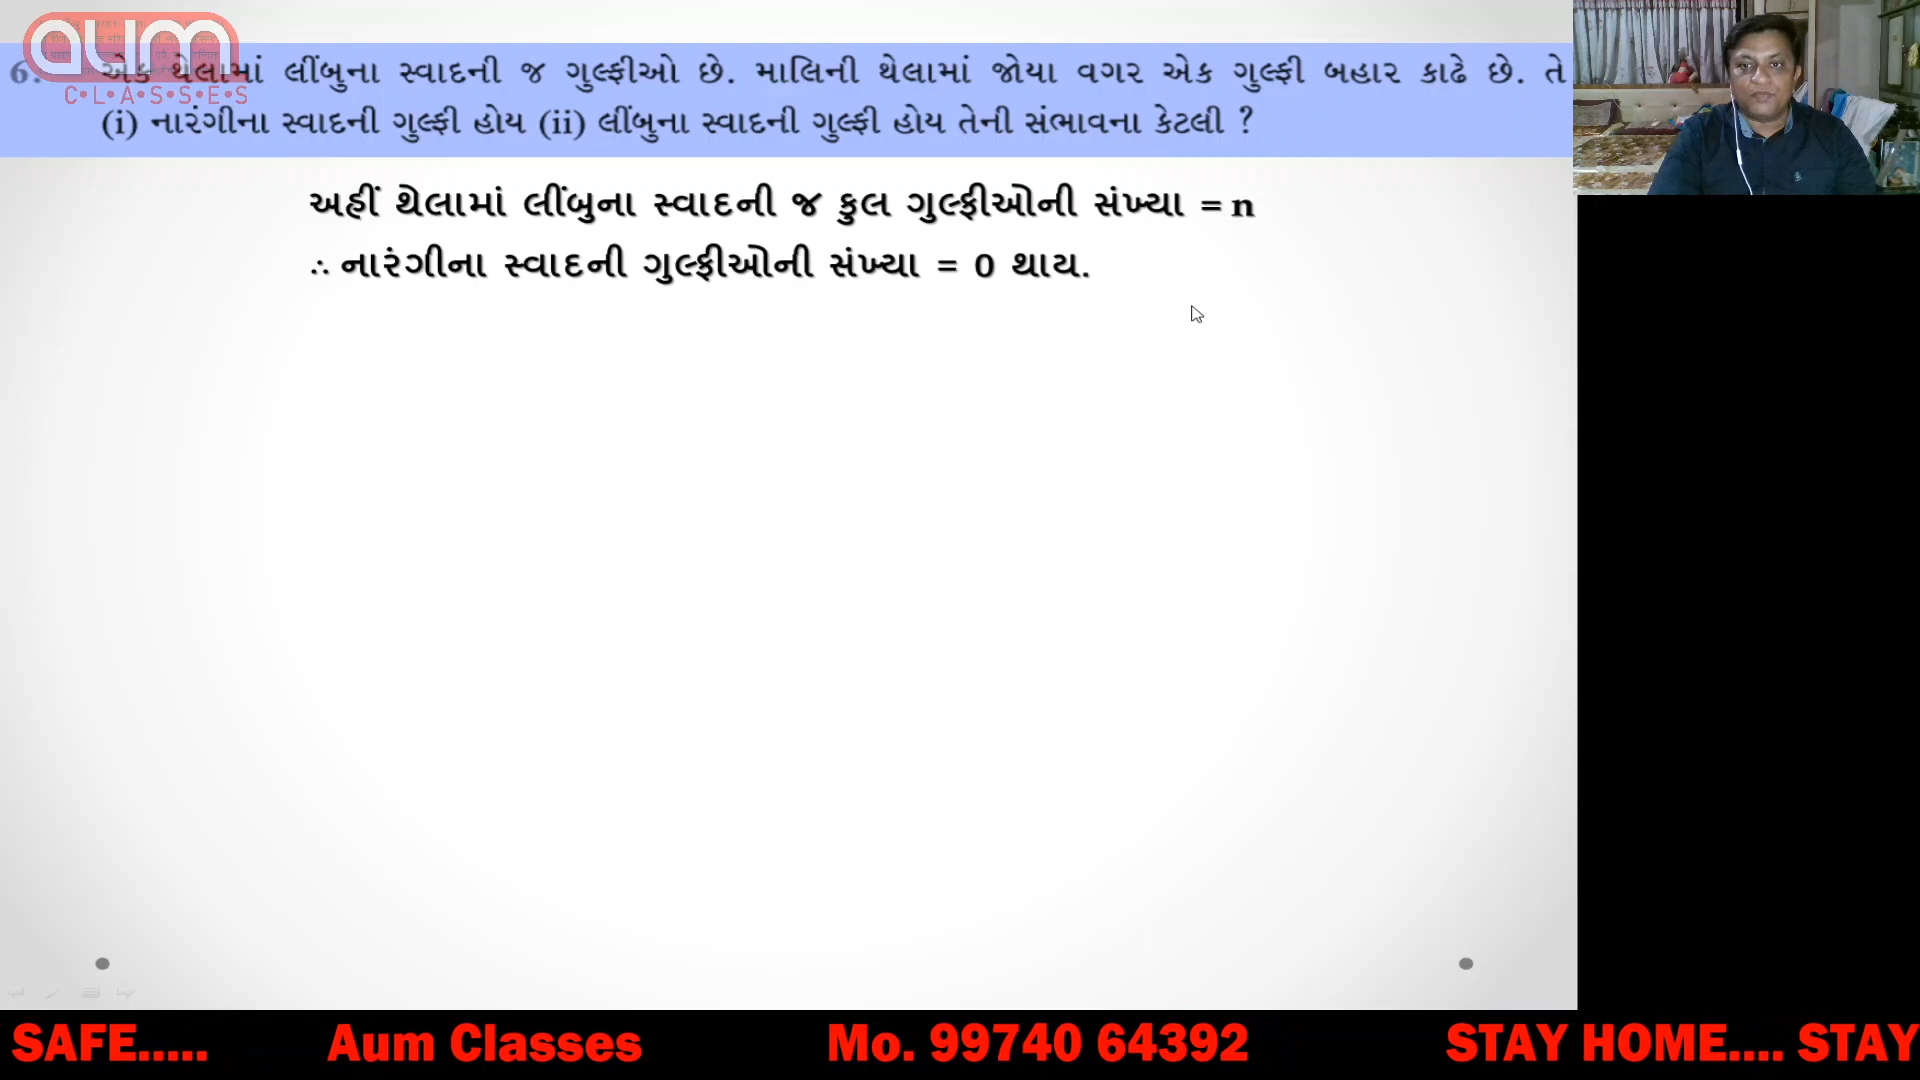 aum
C•L•A•S•S•E•S
6. એક થેલામાં લીંબુના સ્વાદની જ ગુલ્ફીઓ છે. માલિની થેલામાં જોયા વગર એક ગુલ્ફી બહાર કાઢે છે. તે
(i) નારંગીના સ્વાદની ગુલ્ફી હોય (ii) લીંબુના સ્વાદની ગુલ્ફી હોય તેની સંભાવના કેટલી ?
અહીં થેલામાં લીંબુના સ્વાદની જ કુલ ગુલ્ફીઓની સંખ્યા = n
∴ નારંગીના સ્વાદની ગુલ્ફીઓની સંખ્યા = 0 થાય.
SAFE..... Aum Classes Mo. 99740 64392 STAY HOME.... STAY